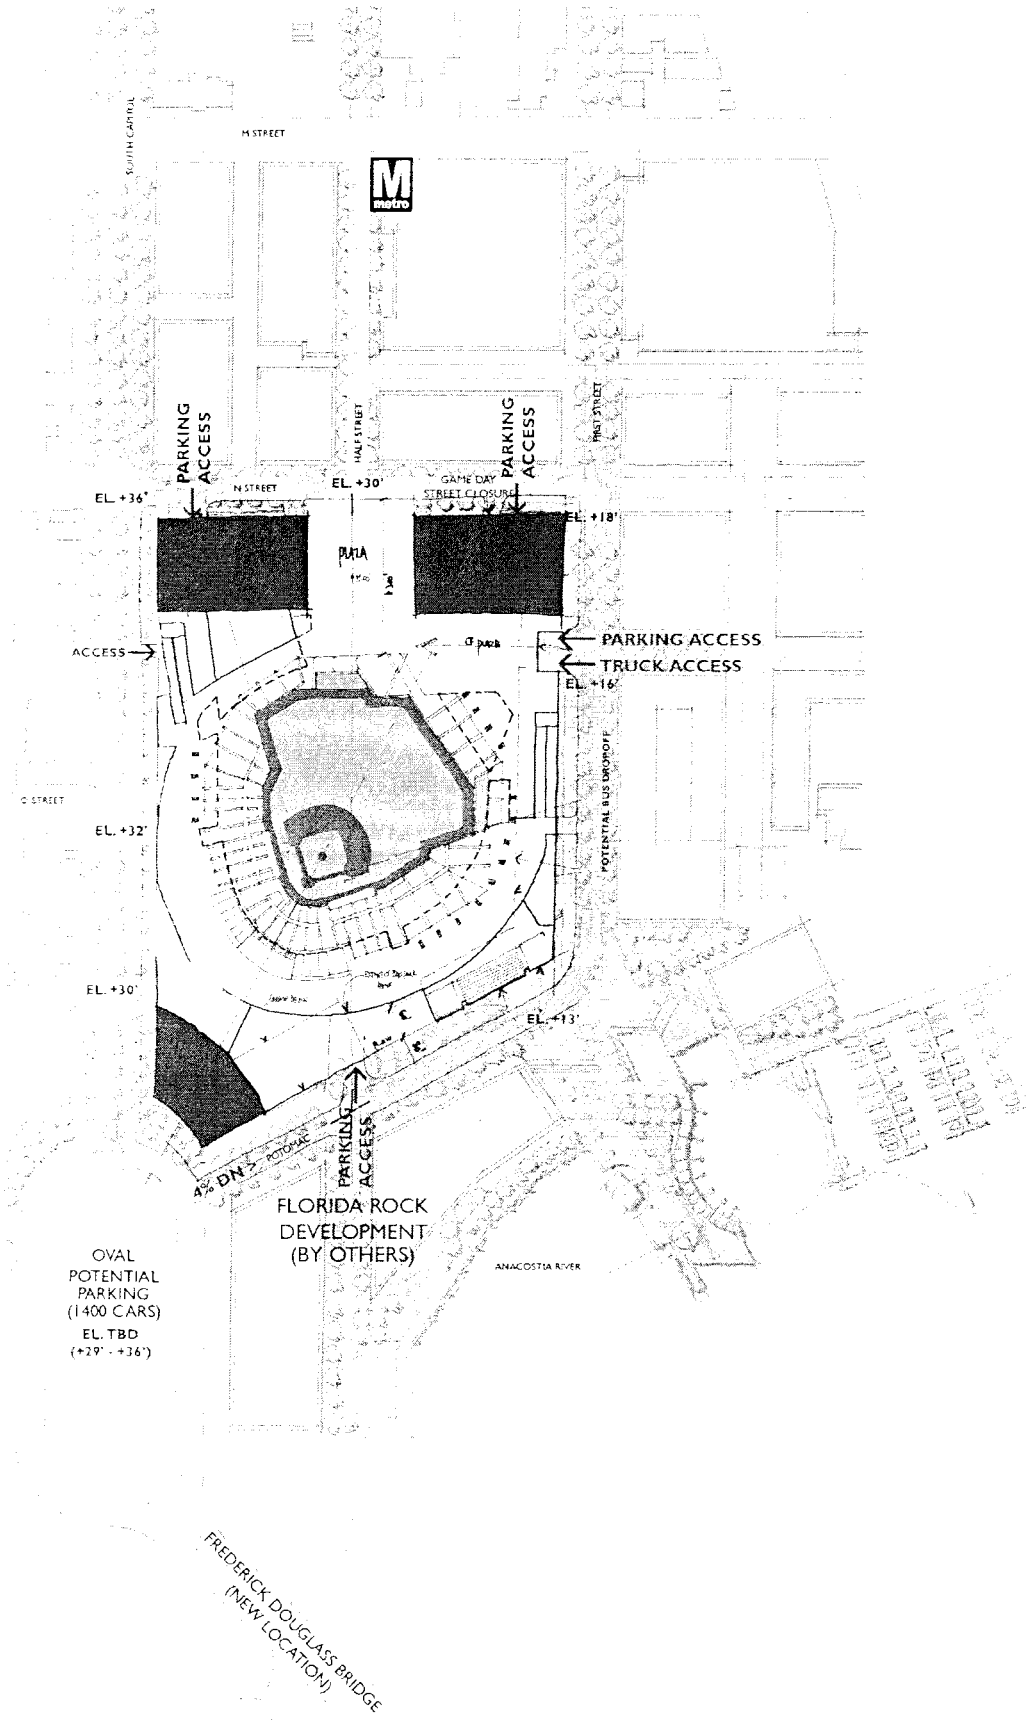 SOUTH CAPITOL
M STREET
M
metro
PARKING
ACCESS
HALF STREET
PARKING
ACCESS
FIRST STREET
N STREET
EL. +30'
GAME DAY
STREET CLOSURE
EL. +36'
EL. +18'
PLAZA
ACCESS
CF PLAZA
PARKING ACCESS
TRUCK ACCESS
EL. +16'
POTENTIAL BUS DROPOFF
O STREET
EL. +32'
EL. +30'
EL. +13'
PARKING
ACCESS
POTOMAC
4% DN >
FLORIDA ROCK
DEVELOPMENT
(BY OTHERS)
ANACOSTIA RIVER
OVAL
POTENTIAL
PARKING
(1400 CARS)
EL. TBD
(+29' - +36')
FREDERICK DOUGLASS BRIDGE
(NEW LOCATION)